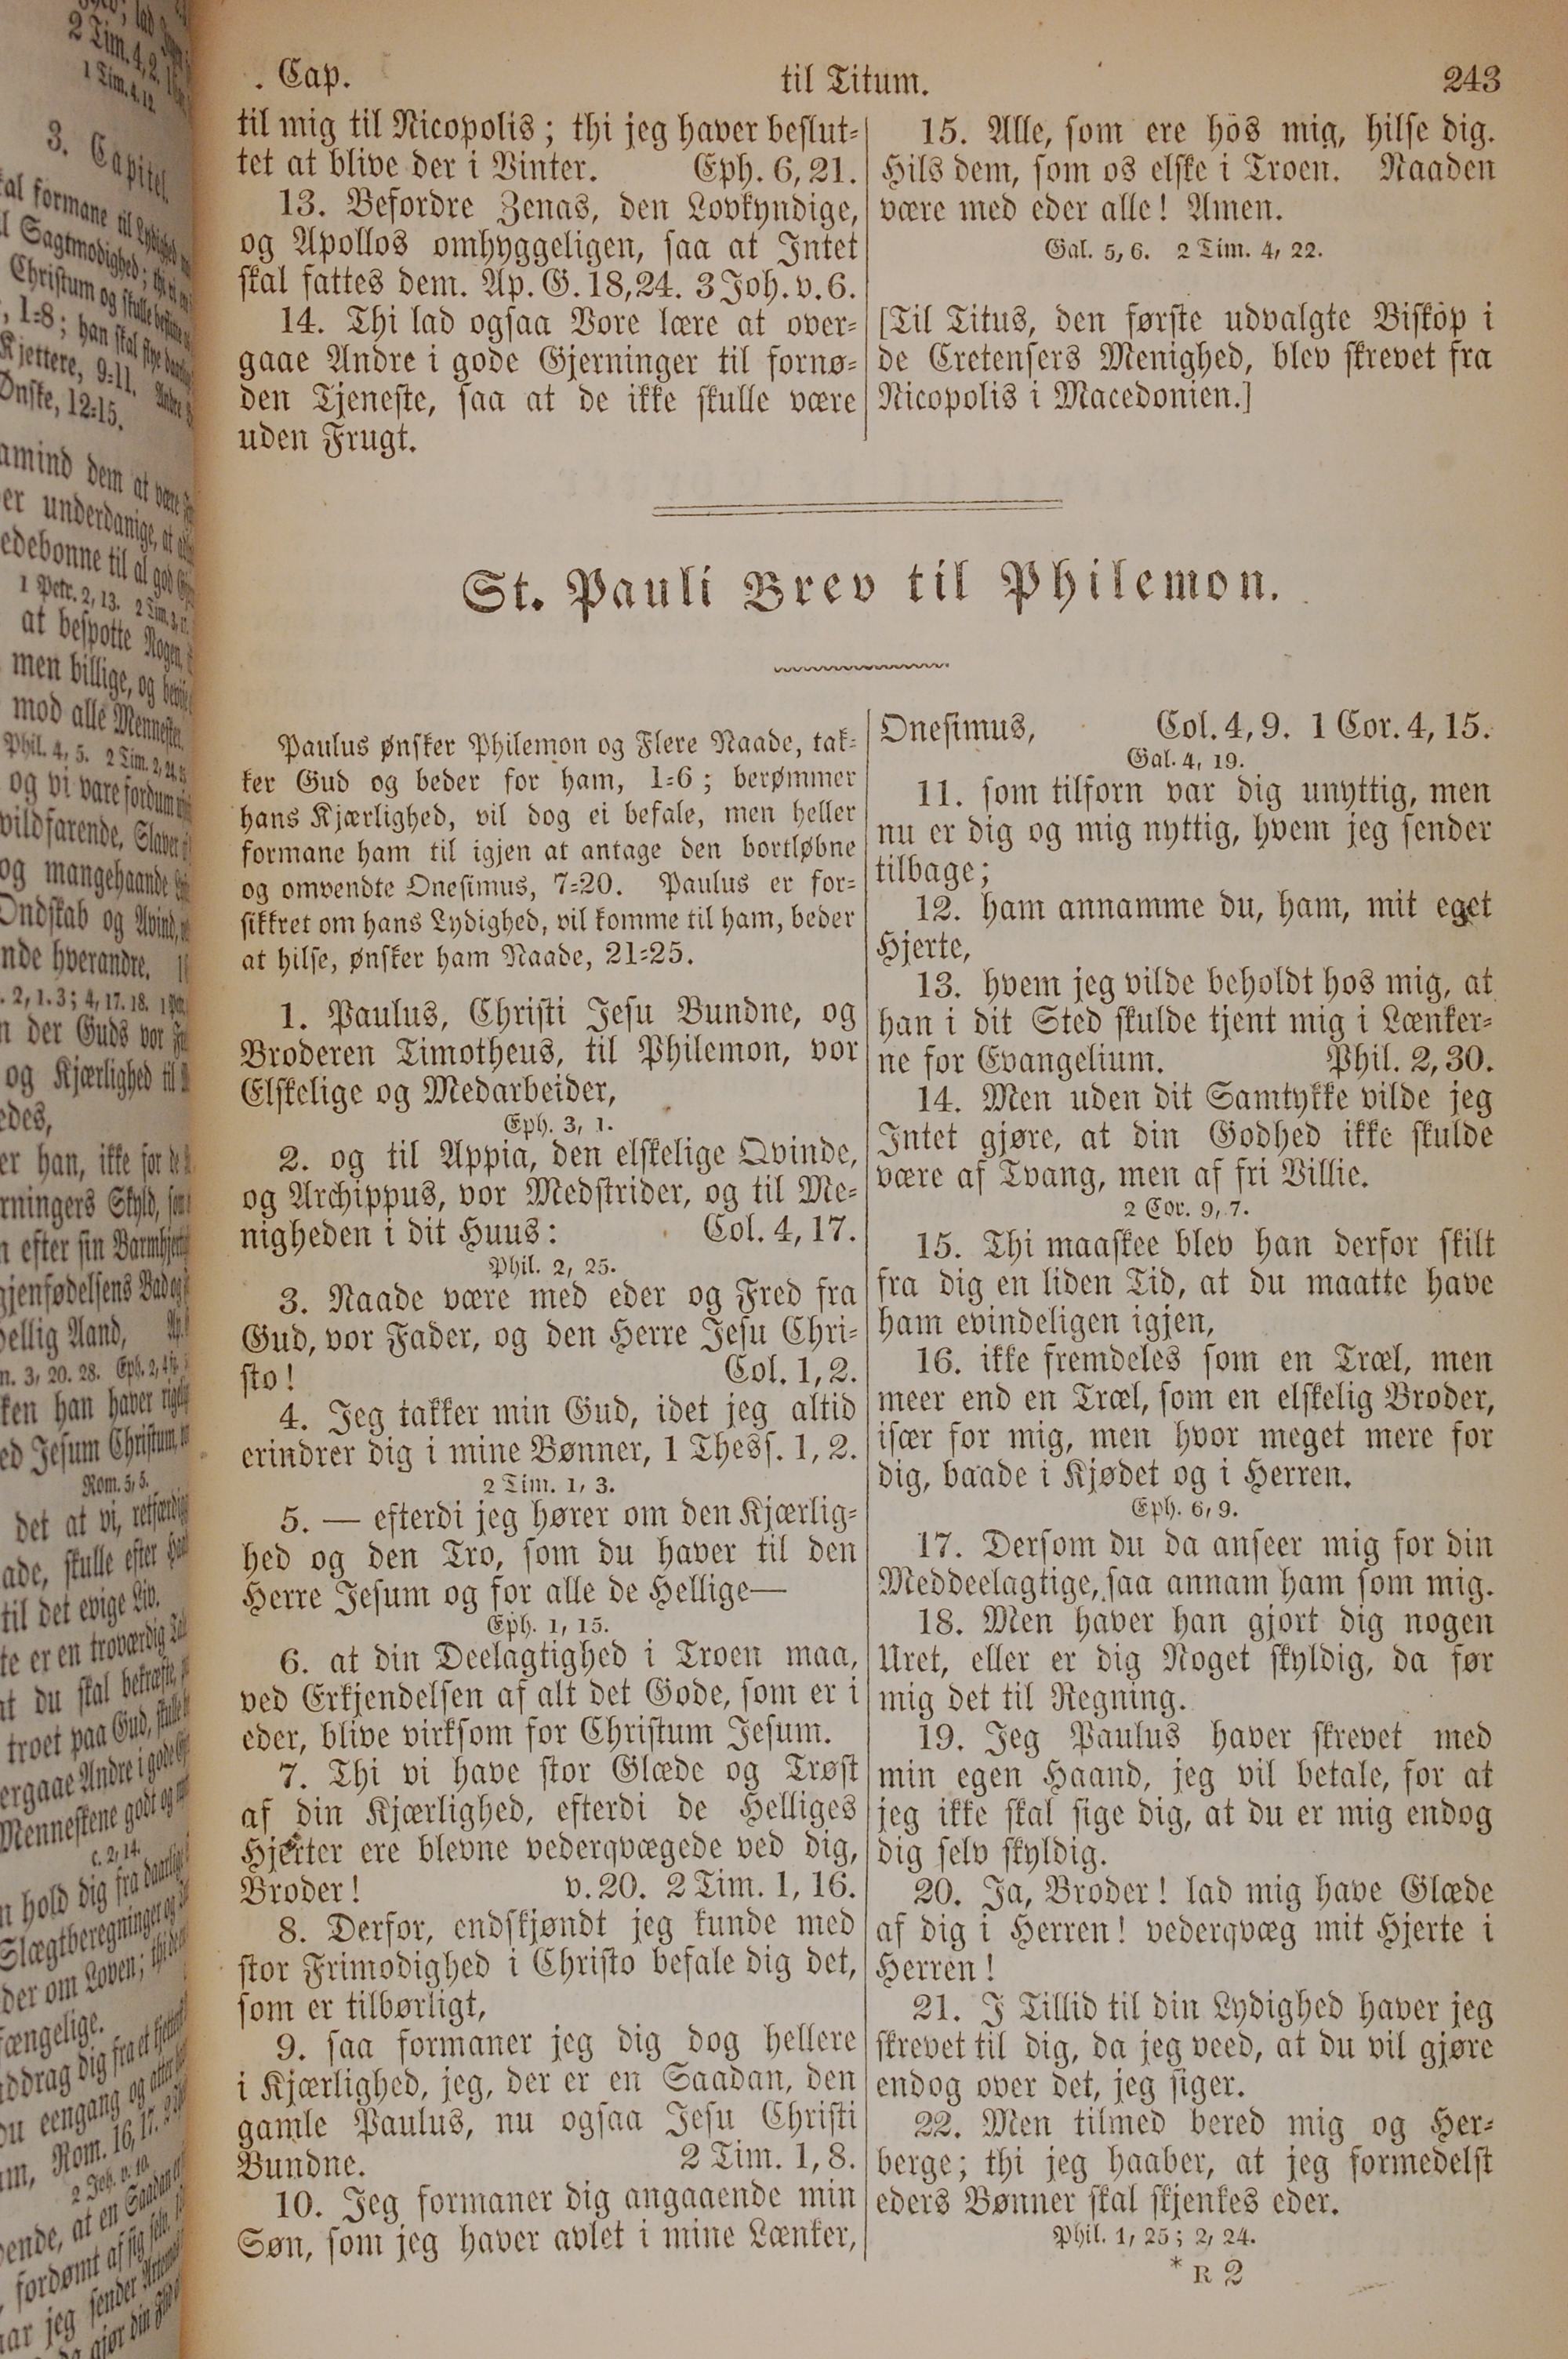 . Cap.
til Titum.
243
til mig til Nicopolis; thi jeg haver beslut-
tet at blive der i Vinter. Eph. 6, 21.
13. Befordre Zenas, den Lovkyndige,
og Apollos omhyggeligen, saa at Intet
skal fattes dem. Ap. G. 18, 24. 3 Joh. v. 6.
14. Thi lad ogsaa Vore lære at over-
gaae Andre i gode Gjerninger til fornø-
den Tjeneste, saa at de ikke skulle være
uden Frugt.
15. Alle, som ere hos mig, hilse dig.
Hils dem, som os elske i Troen. Naaden
være med eder alle! Amen.
Gal. 5, 6. 2 Tim. 4, 22.
[Til Titus, den første udvalgte Biskop i
de Cretensers Menighed, blev skrevet fra
Nicopolis i Macedonien.]
St. Pauli Brev til Philemon.
Paulus ønsker Philemon og Flere Naade, tak-
ker Gud og beder for ham, 1-6; berømmer
hans Kjærlighed, vil dog ei befale, men heller
formane ham til igjen at antage den bortløbne
og omvendte Onesimus, 7-20. Paulus er for-
sikkret om hans Lydighed, vil komme til ham, beder
at hilse, ønsker ham Naade, 21-25.
1. Paulus, Christi Jesu Bundne, og
Broderen Timotheus, til Philemon, vor
Elskelige og Medarbeider,
Eph. 3, 1.
2. og til Appia, den elskelige Qvinde,
og Archippus, vor Medstrider, og til Me-
nigheden i dit Huus: Col. 4, 17.
Phil. 2, 25.
3. Naade være med eder og Fred fra
Gud, vor Fader, og den Herre Jesu Chri-
sto! Col. 1, 2.
4. Jeg takker min Gud, idet jeg altid
erindrer dig i mine Bønner, 1 Thess. 1, 2.
2 Tim. 1, 3.
5. — efterdi jeg hører om den Kjærlig-
hed og den Tro, som du haver til den
Herre Jesum og for alle de Hellige—
Eph. 1, 15.
6. at din Deelagtighed i Troen maa,
ved Erkjendelsen af alt det Gode, som er i
eder, blive virksom for Christum Jesum.
7. Thi vi have stor Glæde og Trøst
af din Kjærlighed, efterdi de Helliges
Hjerter ere blevne vederqvægede ved dig,
Broder! v. 20. 2 Tim. 1, 16.
8. Derfor, endskjøndt jeg kunde med
stor Frimodighed i Christo befale dig det,
som er tilbørligt,
9. saa formaner jeg dig dog hellere
i Kjærlighed, jeg, der er en Saadan, den
gamle Paulus, nu ogsaa Jesu Christi
Bundne. 2 Tim. 1, 8.
10. Jeg formaner dig angaaende min
Søn, som jeg haver avlet i mine Lænker,
Onesimus, Col. 4, 9. 1 Cor. 4, 15.
Gal. 4, 19.
11. som tilforn var dig unyttig, men
nu er dig og mig nyttig, hvem jeg sender
tilbage;
12. ham annamme du, ham, mit eget
Hjerte,
13. hvem jeg vilde beholdt hos mig, at
han i dit Sted skulde tjent mig i Lænker-
ne for Evangelium. Phil. 2, 30.
14. Men uden dit Samtykke vilde jeg
Intet gjøre, at din Godhed ikke skulde
være af Tvang, men af fri Villie.
2 Cor. 9, 7.
15. Thi maaskee blev han derfor skilt
fra dig en liden Tid, at du maatte have
ham evindeligen igjen,
16. ikke fremdeles som en Træl, men
meer end en Træl, som en elskelig Broder,
især for mig, men hvor meget mere for
dig, baade i Kjødet og i Herren.
Eph. 6, 9.
17. Dersom du da anseer mig for din
Meddeelagtige, saa annam ham som mig.
18. Men haver han gjort dig nogen
Uret, eller er dig Noget skyldig, da før
mig det til Regning.
19. Jeg Paulus haver skrevet med
min egen Haand, jeg vil betale, for at
jeg ikke skal sige dig, at du er mig endog
dig selv skyldig.
20. Ja, Broder! lad mig have Glæde
af dig i Herren! vederqvæg mit Hjerte i
Herren!
21. I Tillid til din Lydighed haver jeg
skrevet til dig, da jeg veed, at du vil gjøre
endog over det, jeg siger.
22. Men tilmed bered mig og Her-
berge; thi jeg haaber, at jeg formedelst
eders Bønner skal skjenkes eder.
Phil. 1, 25; 2, 24.
* R 2